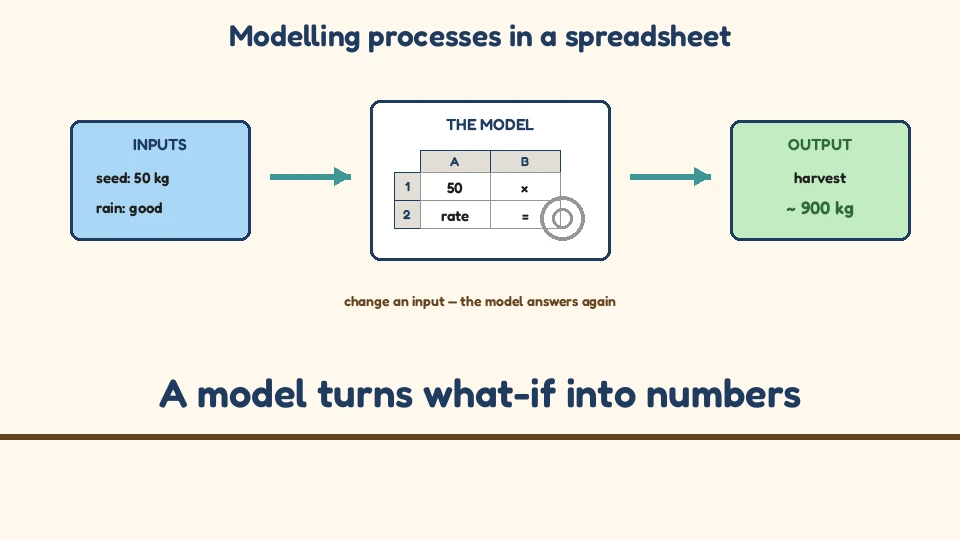 Modelling processes in a spreadsheet
INPUTS
seed: 50 kg
rain: good
THE MODEL
A B
1 50 ×
2 rate =
OUTPUT
harvest
~ 900 kg
change an input — the model answers again
A model turns what-if into numbers